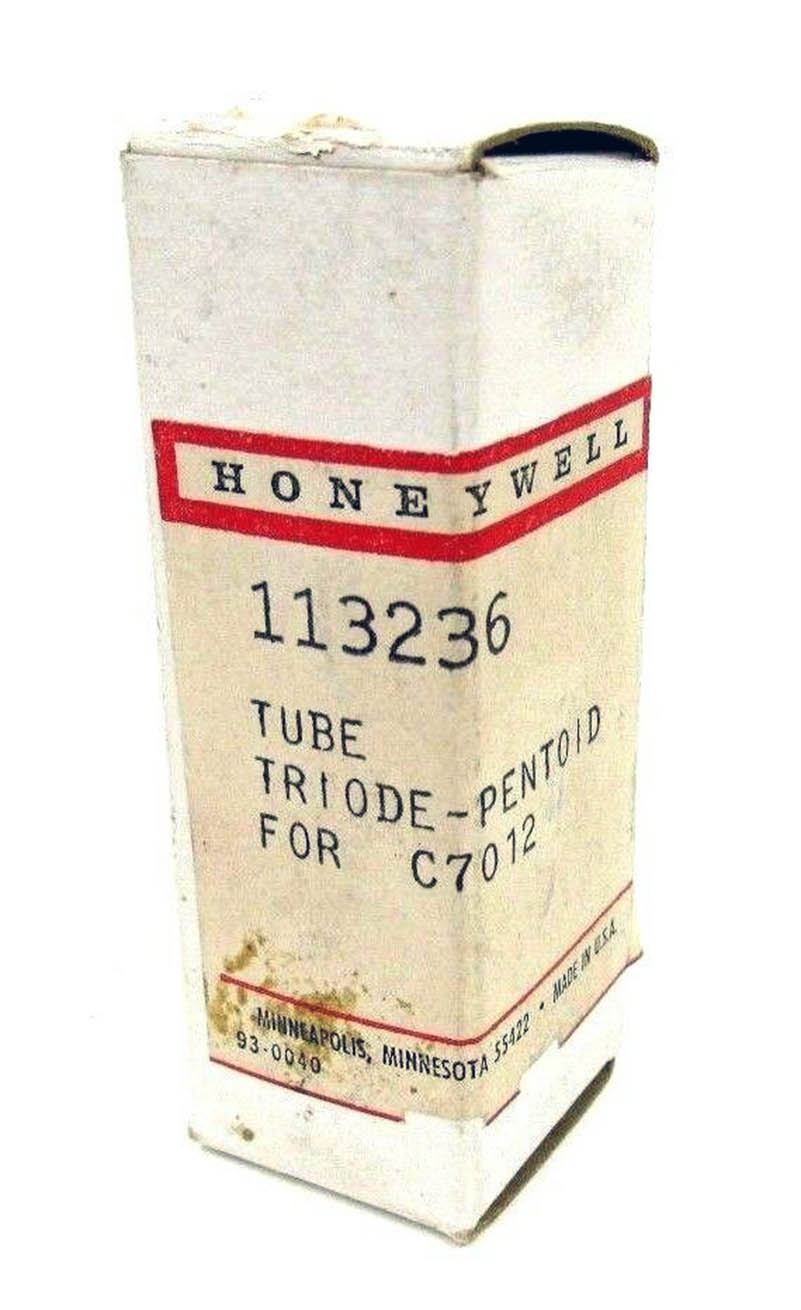 HONEYWELL
113236
TUBE
TRIODE-PENTOID
FOR C7012
MINNEAPOLIS, MINNESOTA 55422 • MADE IN U.S.A.
93-0040